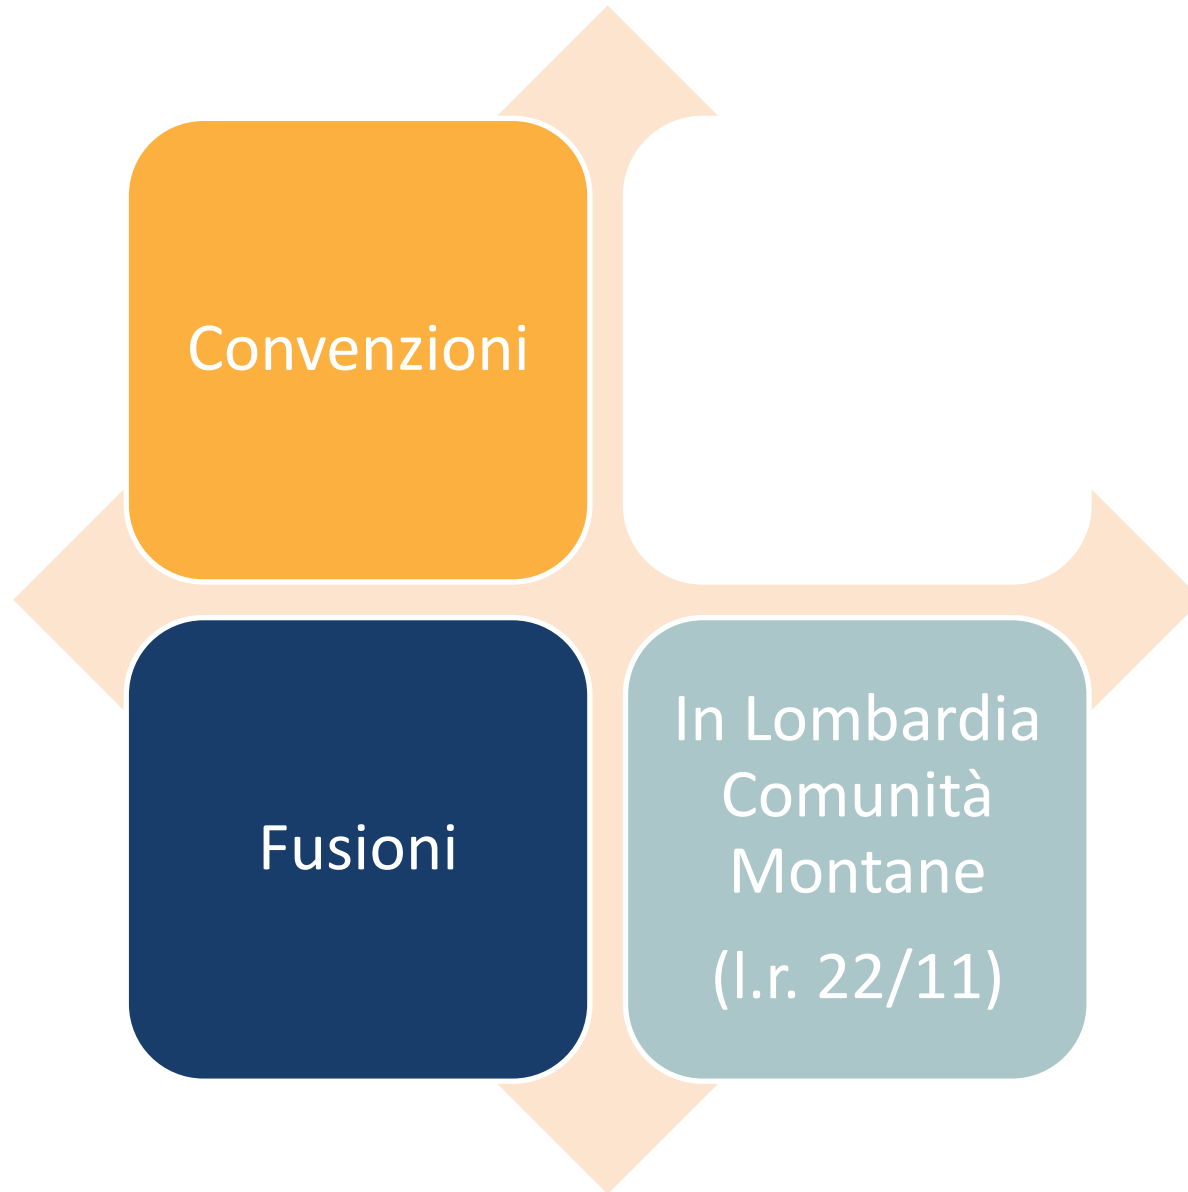 Convenzioni
In Lombardia
Comunità
Montane
(l.r. 22/11)
Fusioni